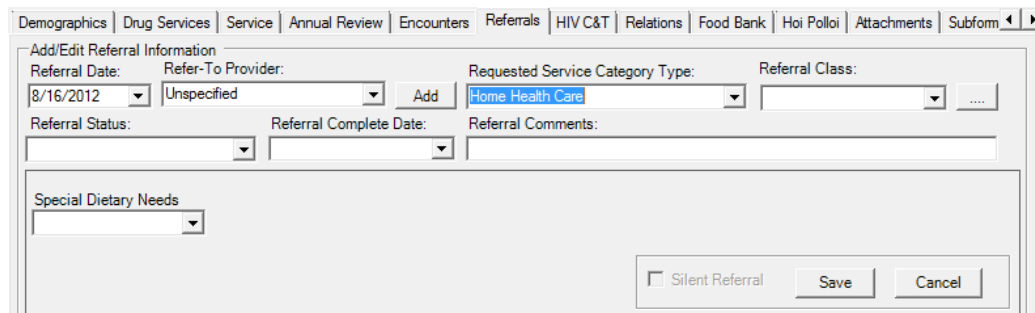 Demographics Drug Services Service Annual Review Encounters Referrals HIV C&T Relations Food Bank Hoi Polloi Attachments Subform
Add/Edit Referral Information
Referral Date: Refer-To Provider: Requested Service Category Type: Referral Class:
8/16/2012 Unspecified Add Home Health Care ....
Referral Status: Referral Complete Date: Referral Comments:
Special Dietary Needs
Silent Referral Save Cancel